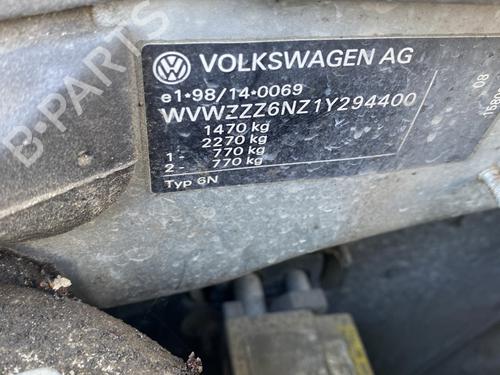 VOLKSWAGEN AG
e1*98/14*0069
WVWZZZ6NZ1Y294400
1470 kg
2270 kg
1- 770 kg
2- 770 kg
Typ 6N
08
B-PARTS